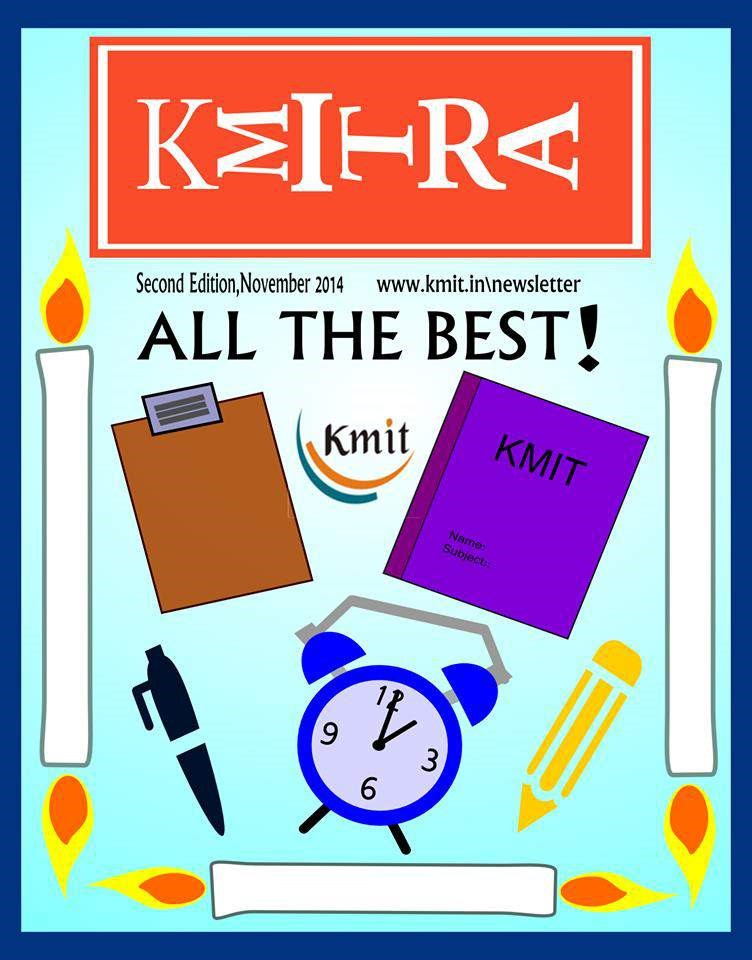 KMITRA
Second Edition,November 2014 www.kmit.in\newsletter
ALL THE BEST!
Kmit
KMIT
Name:
Subject::
12
9
3
6